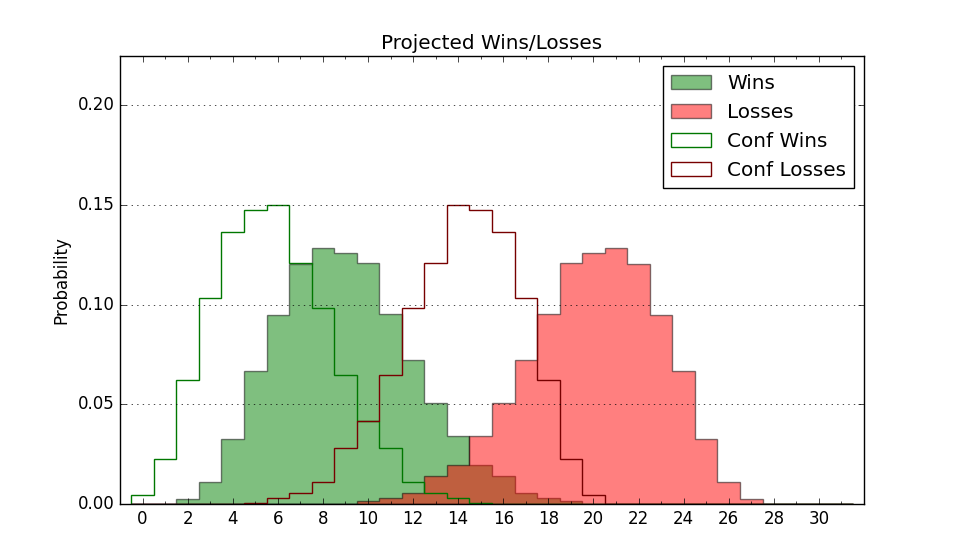 Projected Wins/Losses
Wins
Losses
Conf Wins
Conf Losses
Probability
0.20
0.15
0.10
0.05
0.00
0 2 4 6 8 10 12 14 16 18 20 22 24 26 28 30